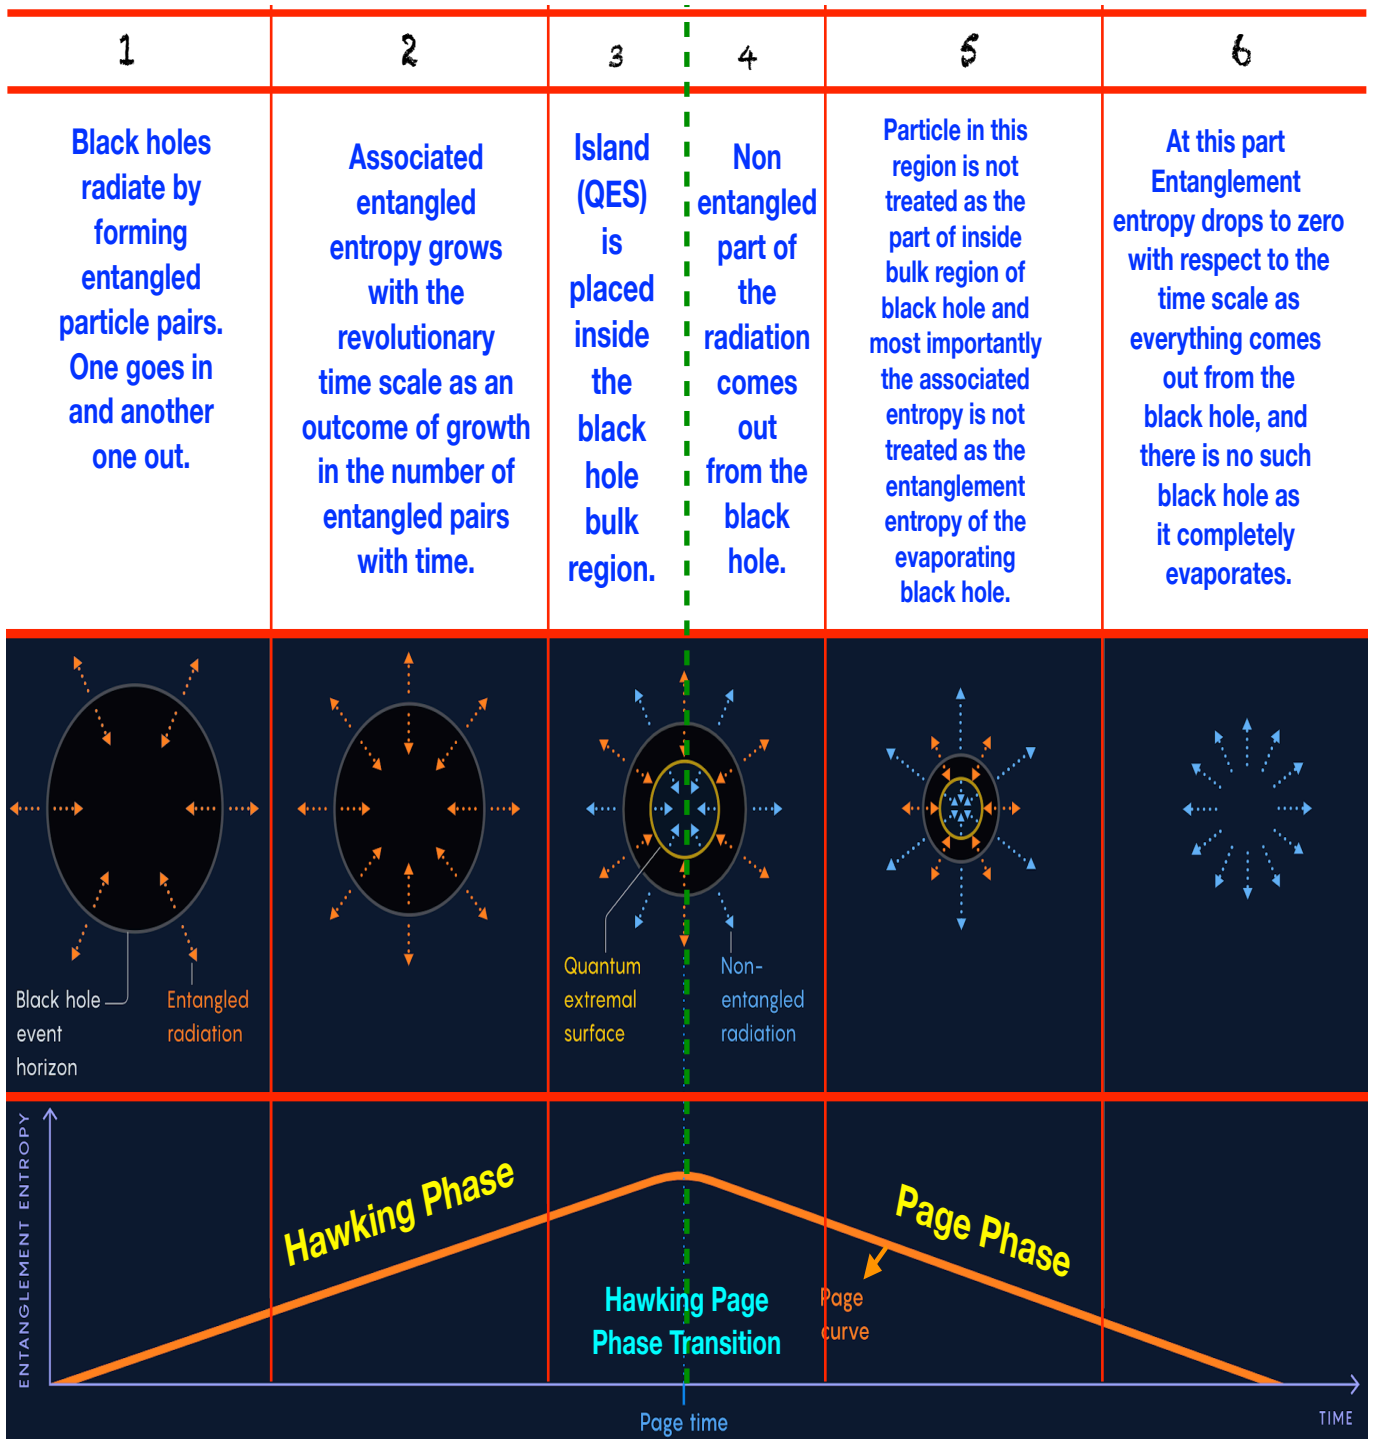 1
2
3
4
5
6
Black holes
radiate by
forming
entangled
particle pairs.
One goes in
and another
one out.
Associated
entangled
entropy grows
with the
revolutionary
time scale as an
outcome of growth
in the number of
entangled pairs
with time.
Island
(QES)
is
placed
inside
the
black
hole
bulk
region.
Non
entangled
part of
the
radiation
comes
out
from the
black
hole.
Particle in this
region is not
treated as the
part of inside
bulk region of
black hole and
most importantly
the associated
entropy is not
treated as the
entanglement
entropy of the
evaporating
black hole.
At this part
Entanglement
entropy drops to zero
with respect to the
time scale as
everything comes
out from the
black hole, and
there is no such
black hole as
it completely
evaporates.
Black hole
event
horizon
Entangled
radiation
Quantum
extremal
surface
Non-
entangled
radiation
ENTANGLEMENT ENTROPY
Hawking Phase
Page Phase
Hawking Page
Phase Transition
Page
curve
Page time
TIME